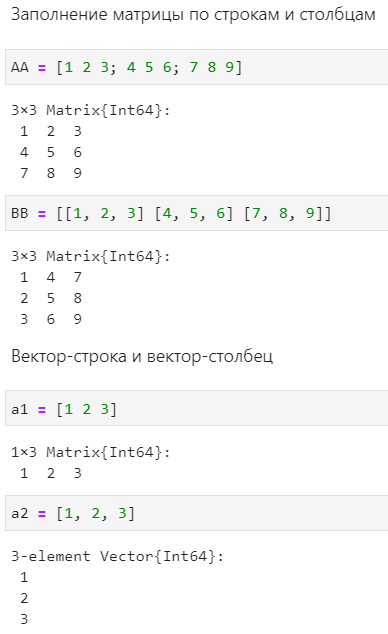 Заполнение матрицы по строкам и столбцам
AA = [1 2 3; 4 5 6; 7 8 9]
3×3 Matrix{Int64}:
1 2 3
4 5 6
7 8 9
BB = [[1, 2, 3] [4, 5, 6] [7, 8, 9]]
3×3 Matrix{Int64}:
1 4 7
2 5 8
3 6 9
Вектор-строка и вектор-столбец
a1 = [1 2 3]
1×3 Matrix{Int64}:
1 2 3
a2 = [1, 2, 3]
3-element Vector{Int64}:
1
2
3